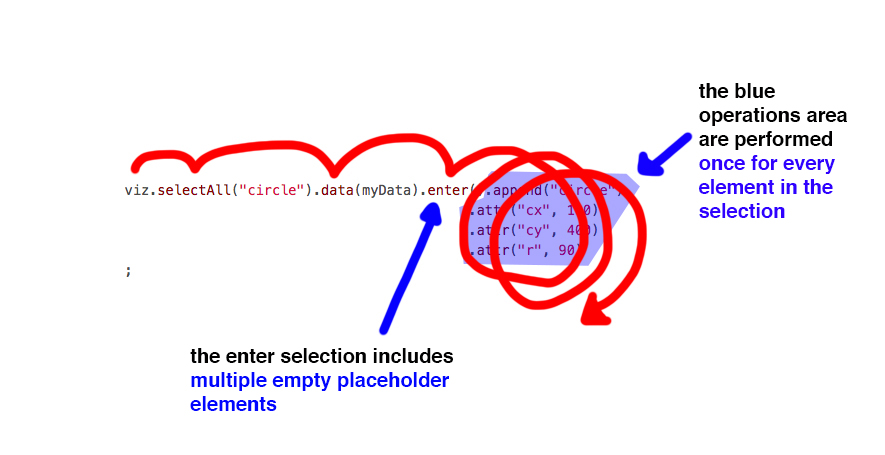 the blue
operations area
are performed
once for every
element in the
selection
viz.selectAll("circle").data(myData).enter().append("circle")
.attr("cx", 100)
.attr("cy", 400)
.attr("r", 90)
;
the enter selection includes
multiple empty placeholder
elements